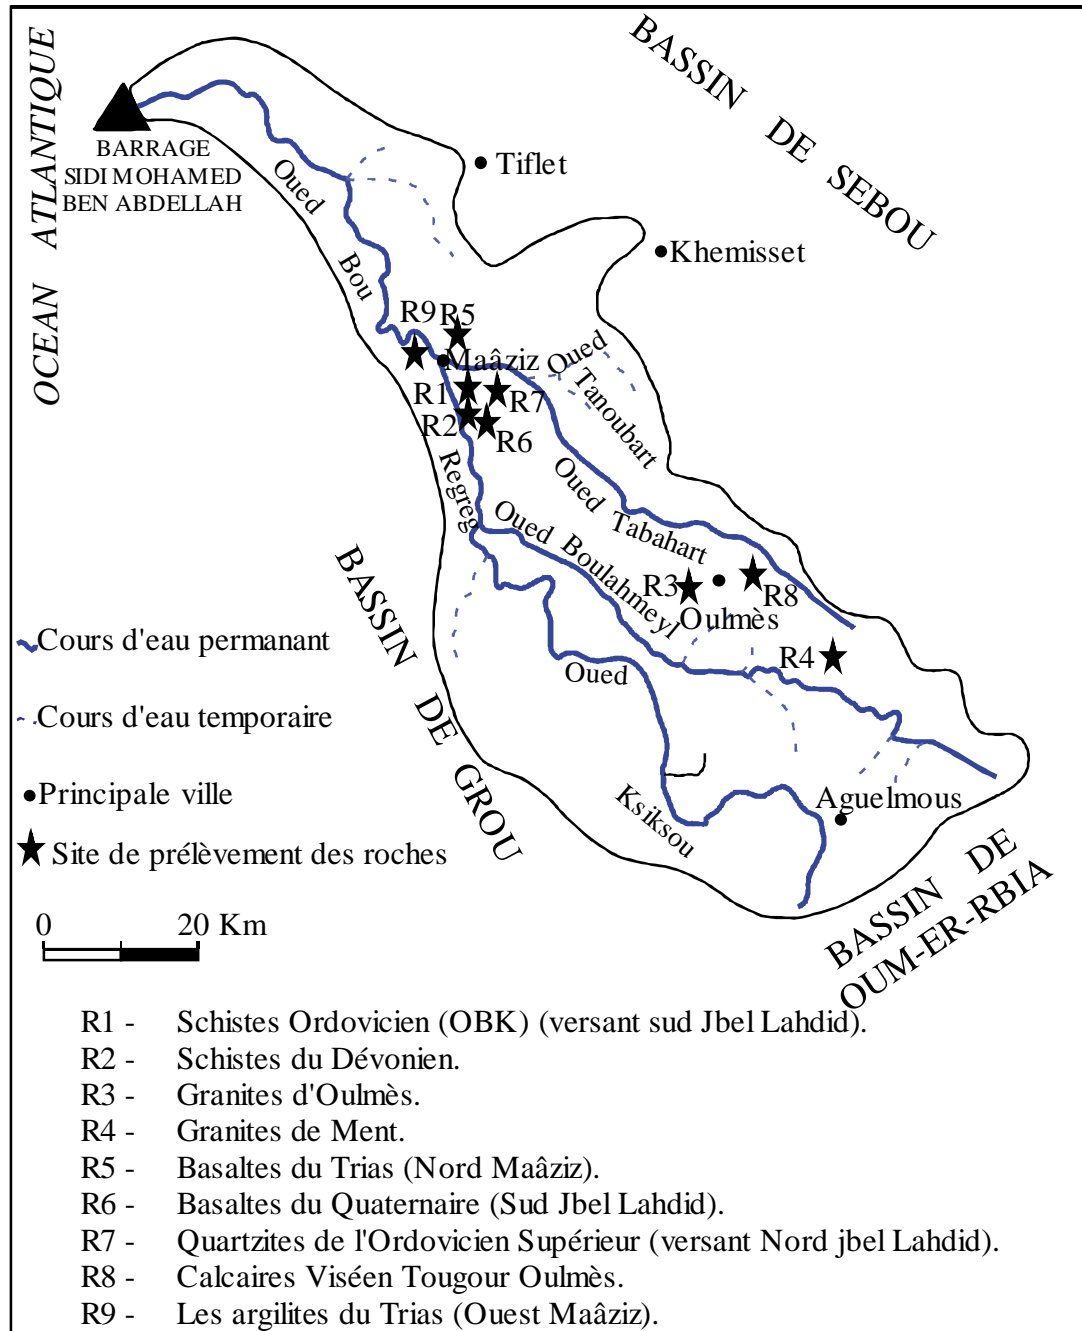 OCEAN ATLANTIQUE
BASSIN DE SEBOU
BARRAGE
SIDI MOHAMED
BEN ABDELLAH
Tiflet
Oued
Khemisset
Bou
R9
R5
Maâziz
Oued
Tanoubart
R1
R7
R2
R6
Regreg
Oued Tabahart
Oued Boulahmeyl
R3
R8
Oulmès
R4
BASSIN DE GROU
Oued
Ksiksou
Aguelmous
BASSIN DE
OUM-ER-RBIA
Cours d'eau permanant
Cours d'eau temporaire
Principale ville
Site de prélèvement des roches
0 20 Km
R1 - Schistes Ordovicien (OBK) (versant sud Jbel Lahdid).
R2 - Schistes du Dévonien.
R3 - Granites d'Oulmès.
R4 - Granites de Ment.
R5 - Basaltes du Trias (Nord Maâziz).
R6 - Basaltes du Quaternaire (Sud Jbel Lahdid).
R7 - Quartzites de l'Ordovicien Supérieur (versant Nord jbel Lahdid).
R8 - Calcaires Viséen Tougour Oulmès.
R9 - Les argilites du Trias (Ouest Maâziz).